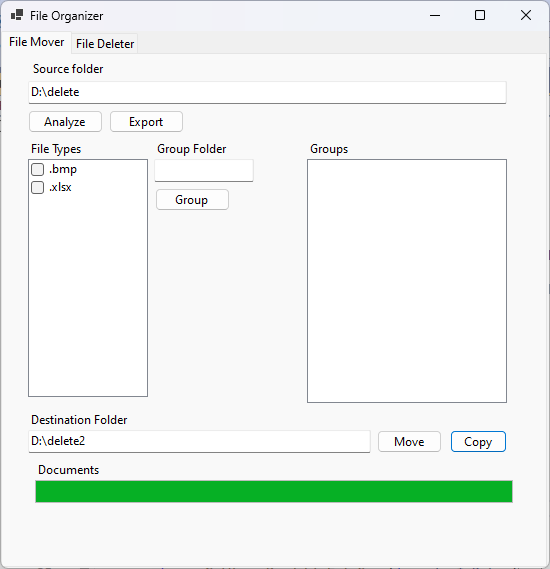 File Organizer
File Mover
File Deleter
Source folder
D:\delete
Analyze
Export
File Types
Group Folder
Groups
.bmp
.xlsx
Group
Destination Folder
D:\delete2
Move
Copy
Documents